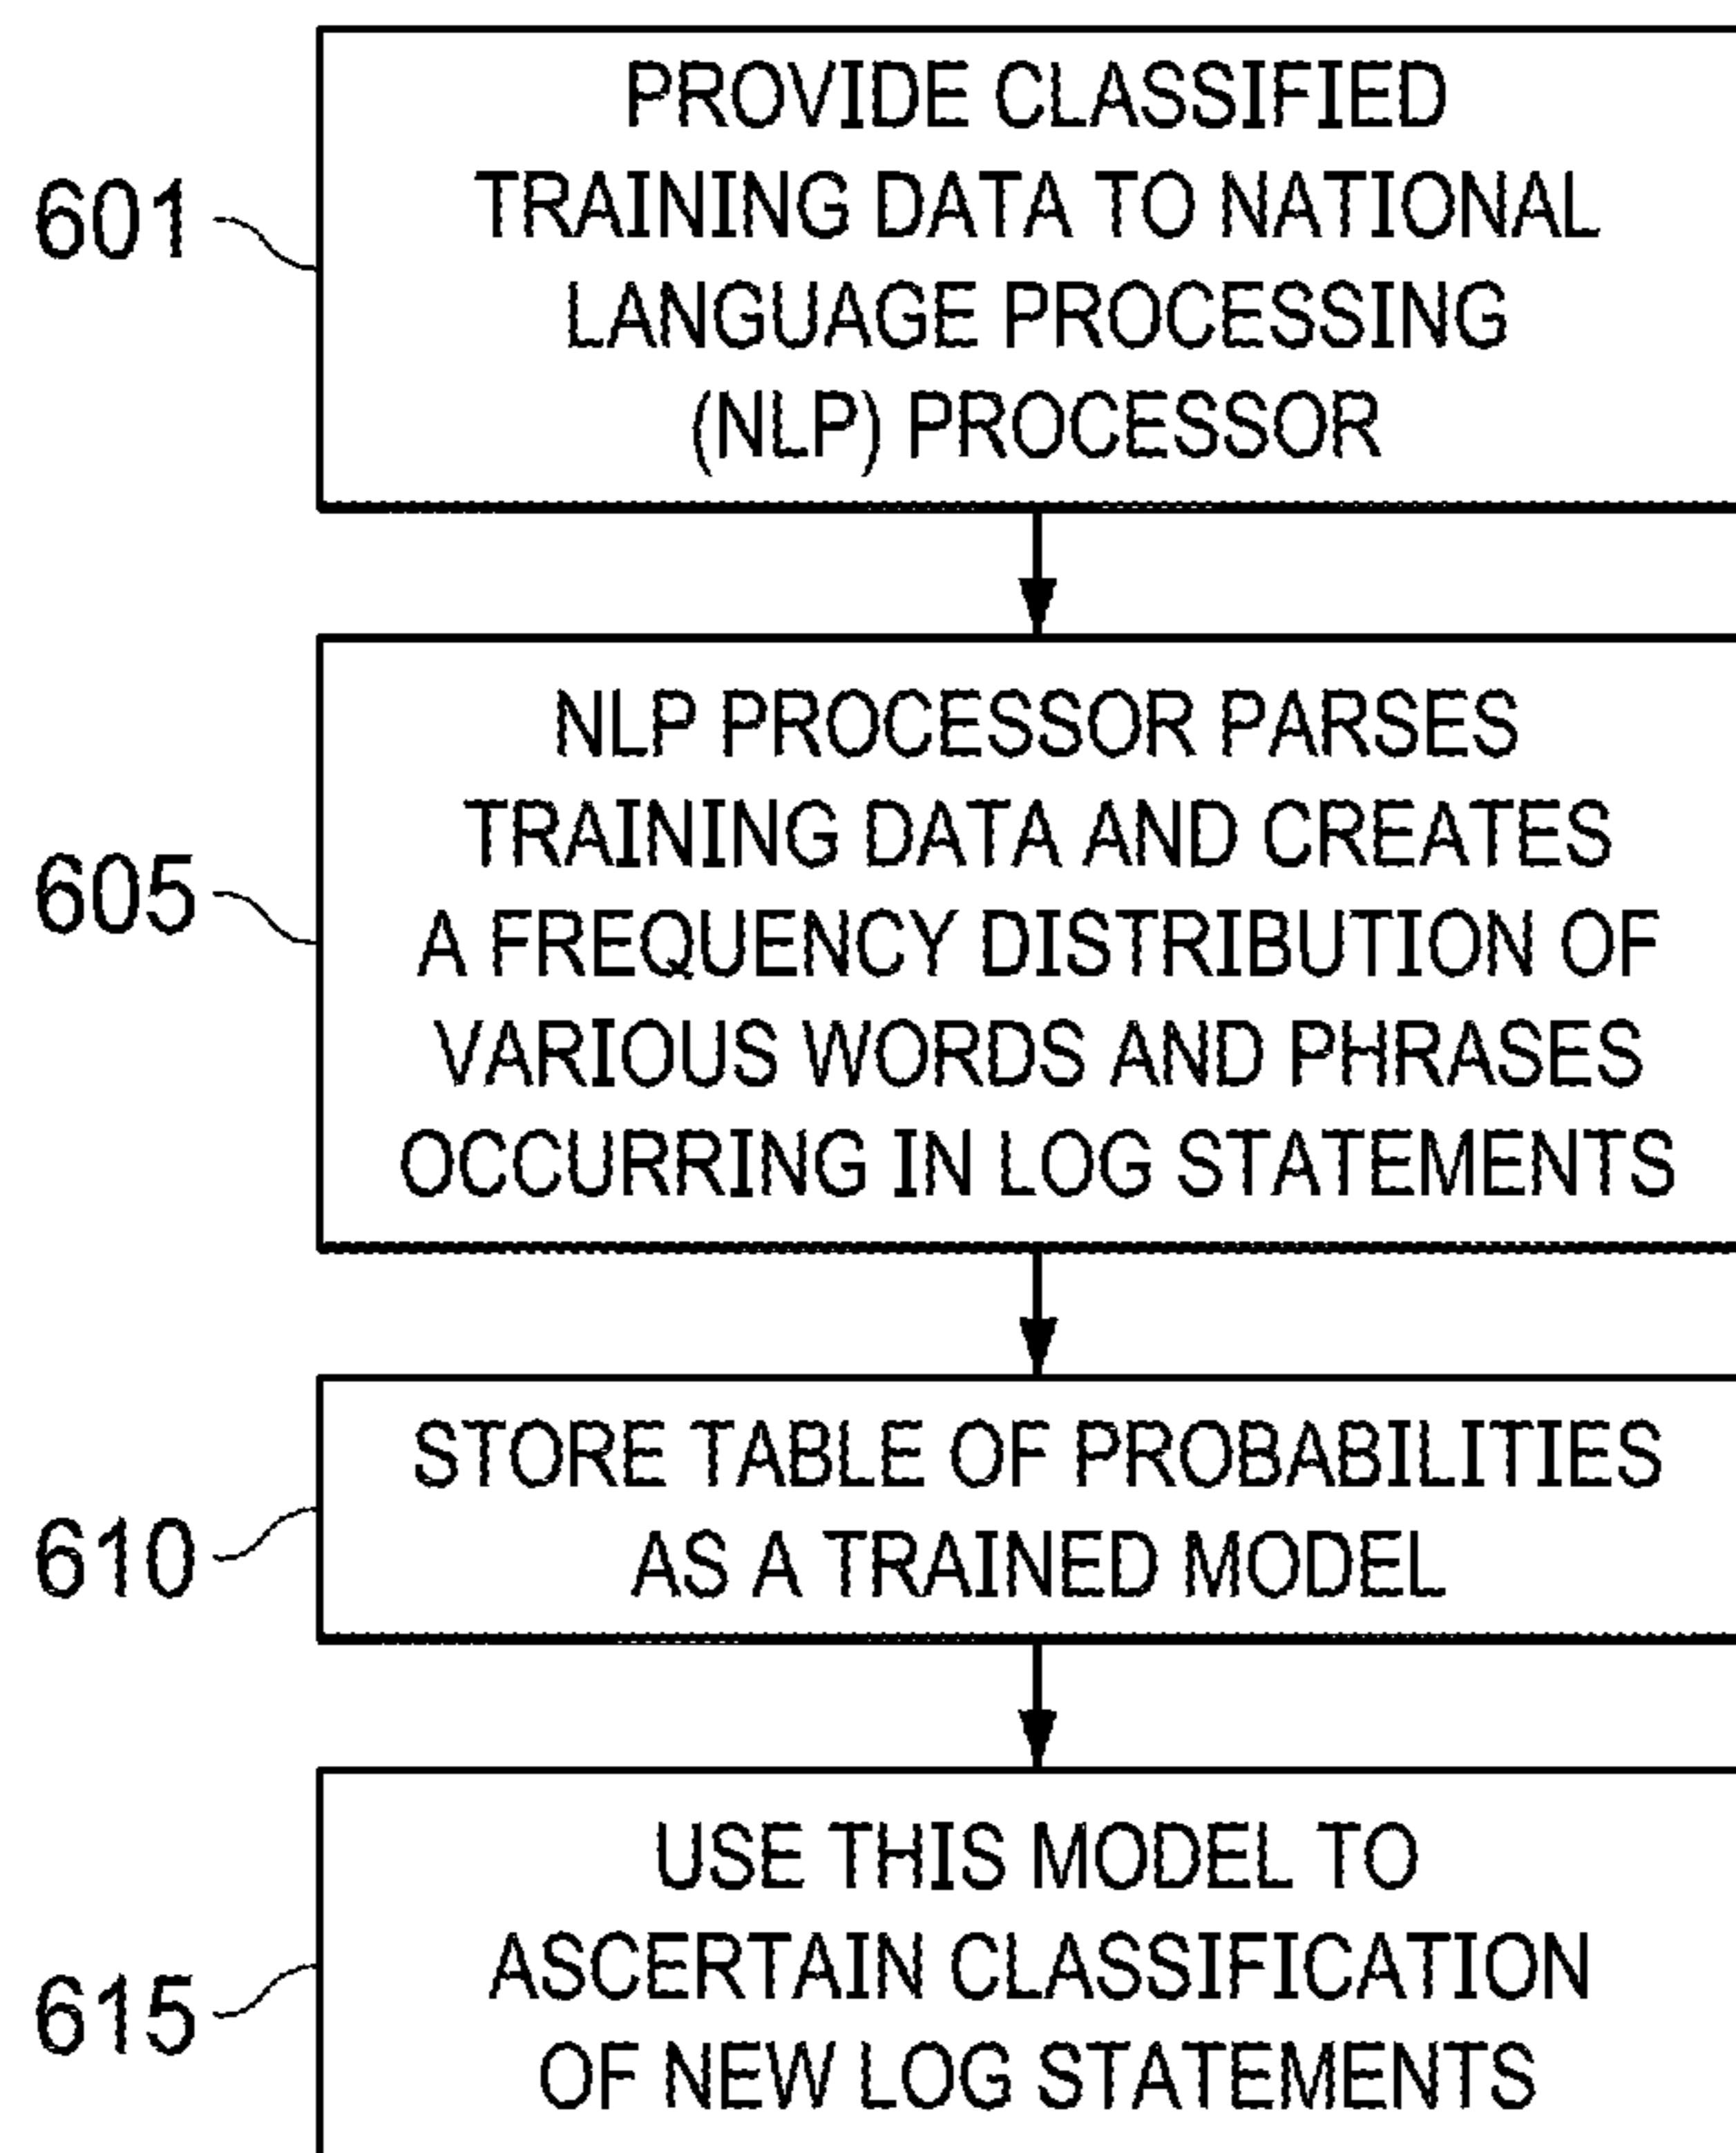 601
PROVIDE CLASSIFIED
TRAINING DATA TO NATIONAL
LANGUAGE PROCESSING
(NLP) PROCESSOR
605
NLP PROCESSOR PARSES
TRAINING DATA AND CREATES
A FREQUENCY DISTRIBUTION OF
VARIOUS WORDS AND PHRASES
OCCURRING IN LOG STATEMENTS
610
STORE TABLE OF PROBABILITIES
AS A TRAINED MODEL
615
USE THIS MODEL TO
ASCERTAIN CLASSIFICATION
OF NEW LOG STATEMENTS